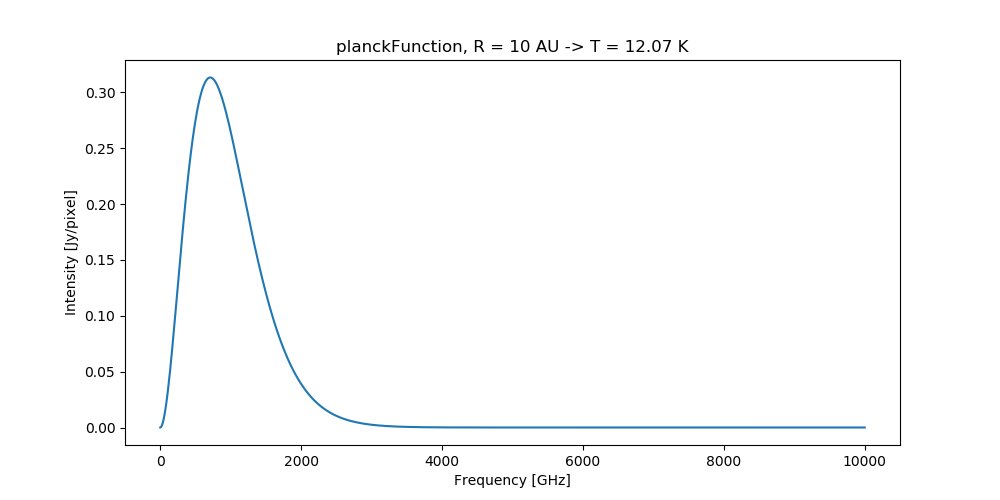 planckFunction, R = 10 AU -> T = 12.07 K
0.30
0.25
0.20
0.15
0.10
0.05
0.00
Intensity [Jy/pixel]
0 2000 4000 6000 8000 10000
Frequency [GHz]